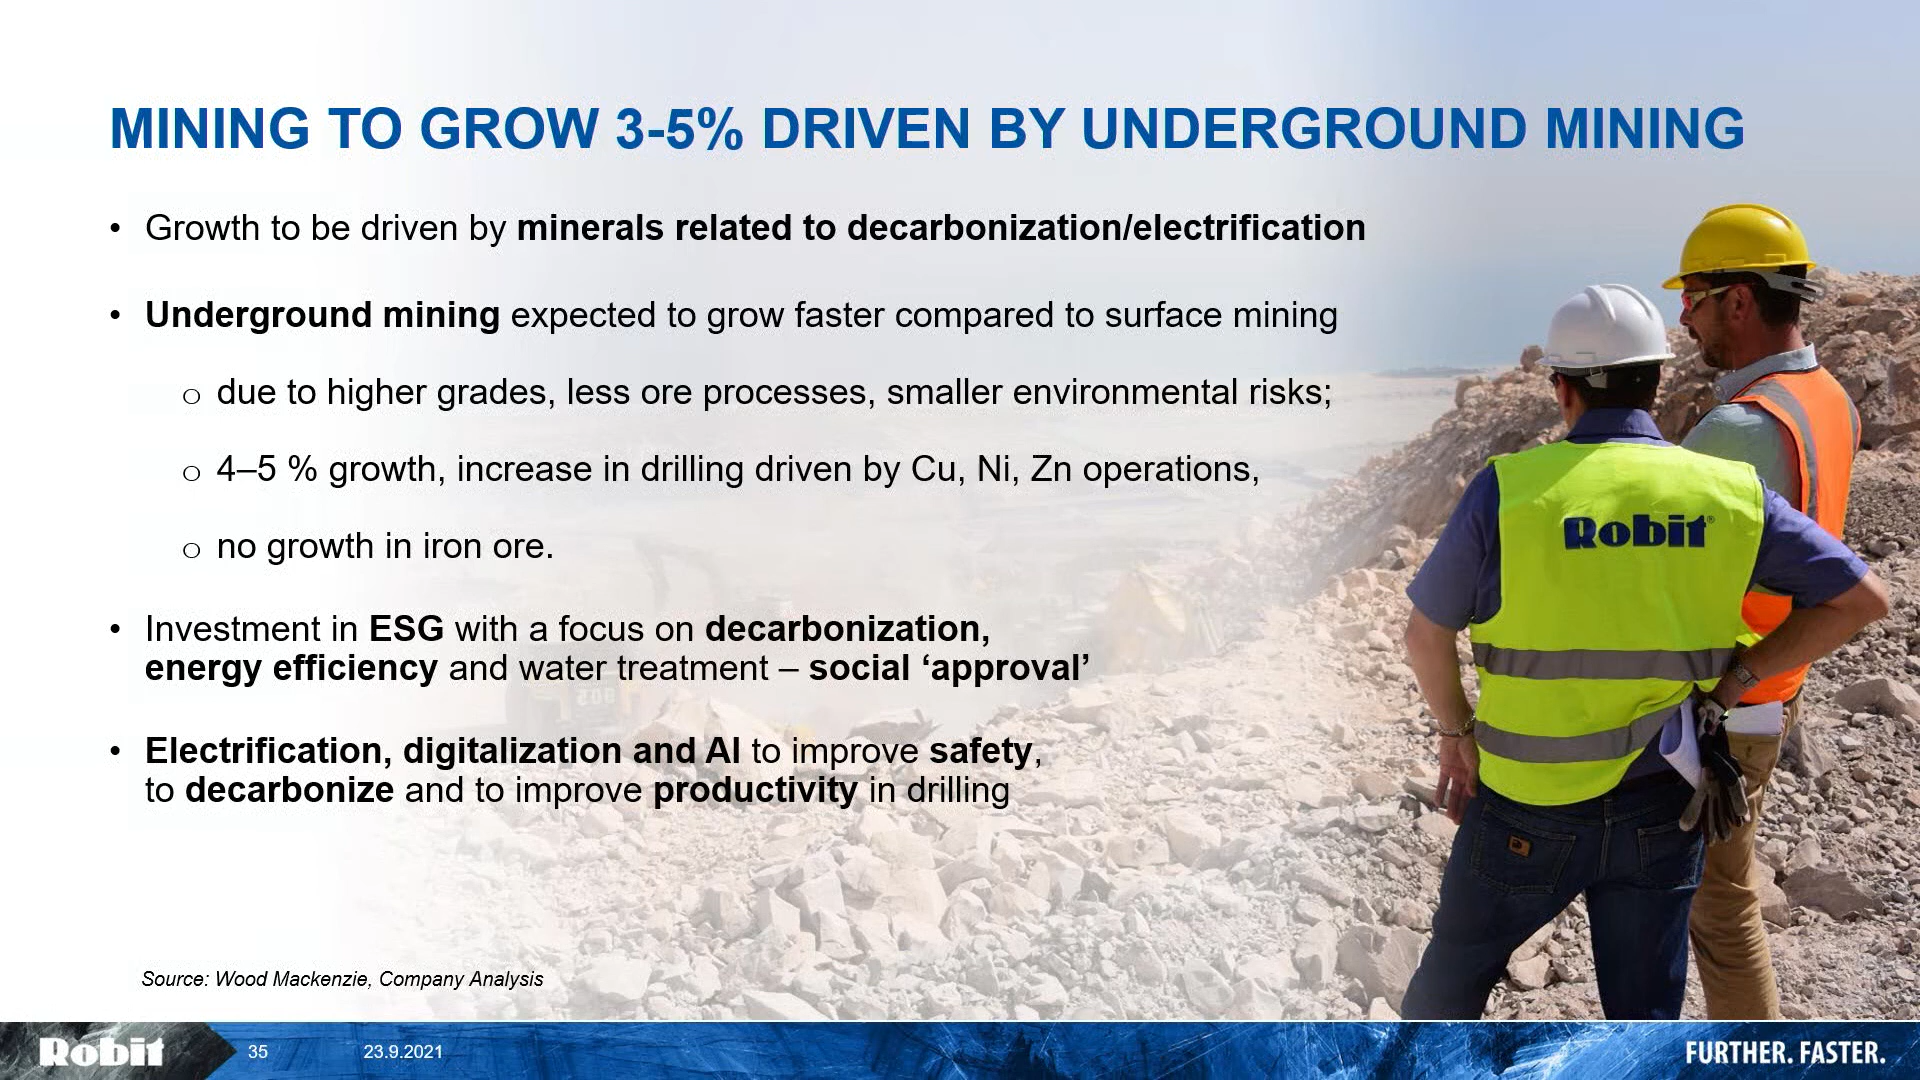 MINING TO GROW 3-5% DRIVEN BY UNDERGROUND MINING
• Growth to be driven by minerals related to decarbonization/electrification
• Underground mining expected to grow faster compared to surface mining
o due to higher grades, less ore processes, smaller environmental risks;
o 4–5 % growth, increase in drilling driven by Cu, Ni, Zn operations,
o no growth in iron ore.
• Investment in ESG with a focus on decarbonization,
energy efficiency and water treatment – social ‘approval’
• Electrification, digitalization and AI to improve safety,
to decarbonize and to improve productivity in drilling
Robit®
Source: Wood Mackenzie, Company Analysis
Robit
35
23.9.2021
FURTHER. FASTER.